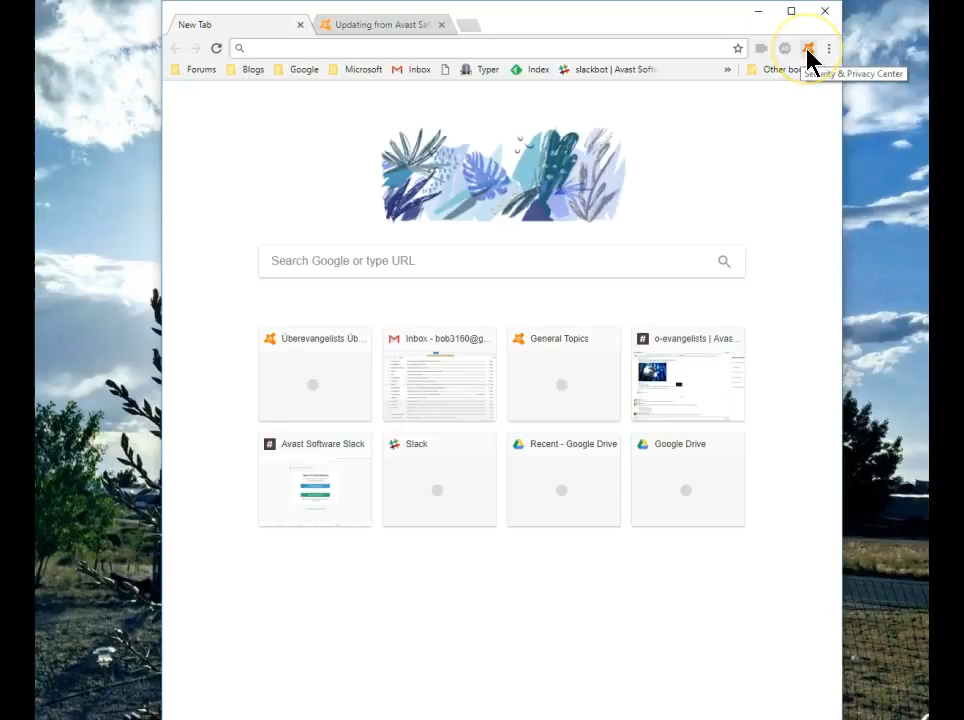 New Tab
Updating from Avast Sa
Forums
Blogs
Google
Microsoft
Inbox
Typer
Index
slackbot | Avast Softw
»
Other bo
Security & Privacy Center
Search Google or type URL
Überevangelists Üb...
Inbox - bob3160@g...
General Topics
o-evangelists | Avas...
Avast Software Slack
Slack
Recent - Google Drive
Google Drive